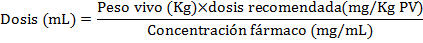 Dosis (mL) = Peso vivo (Kg)×dosis recomendada(mg/Kg PV)
Concentración fármaco (mg/mL)